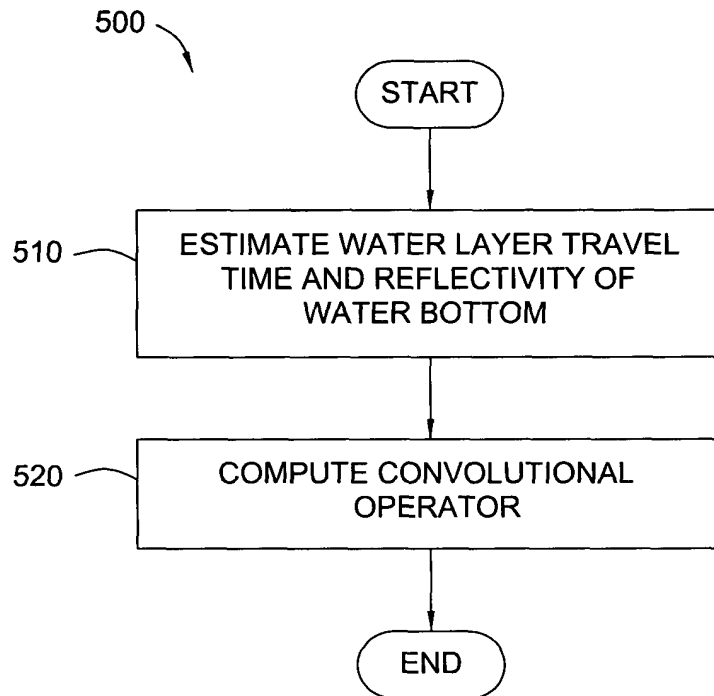 500
START
510
ESTIMATE WATER LAYER TRAVEL
TIME AND REFLECTIVITY OF
WATER BOTTOM
520
COMPUTE CONVOLUTIONAL
OPERATOR
END